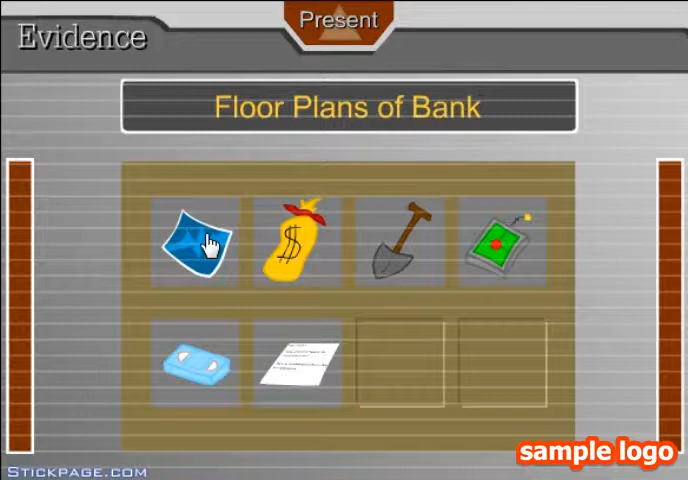 Present
Evidence
Floor Plans of Bank
$
STICKPAGE.COM
sample logo